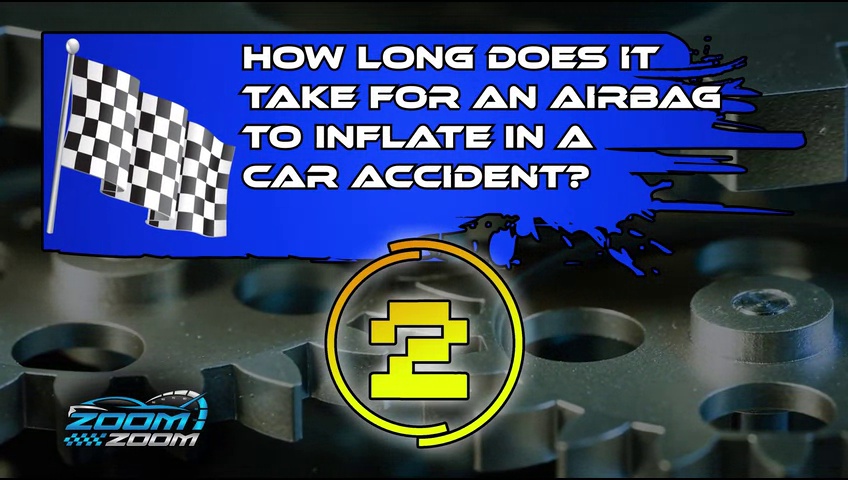 HOW LONG DOES IT
TAKE FOR AN AIRBAG
TO INFLATE IN A
CAR ACCIDENT?
2
ZOOM
ZOOM